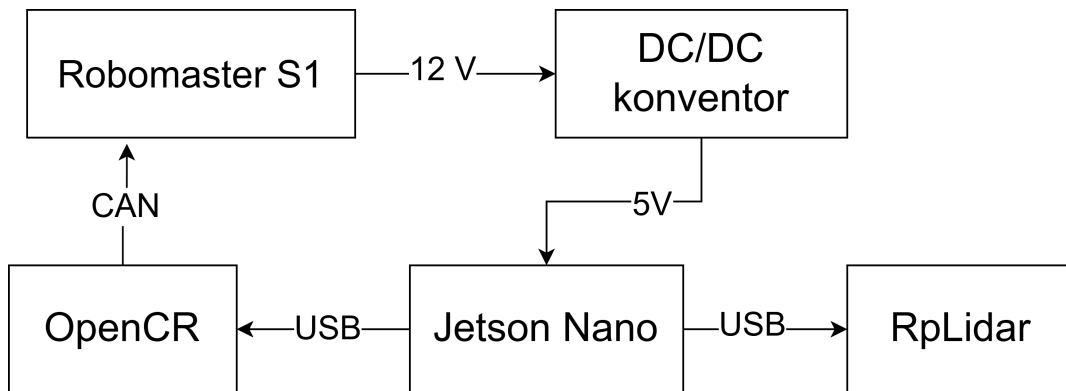 Robomaster S1
12 V
DC/DC
konventor
CAN
5V
OpenCR
USB
Jetson Nano
USB
RpLidar